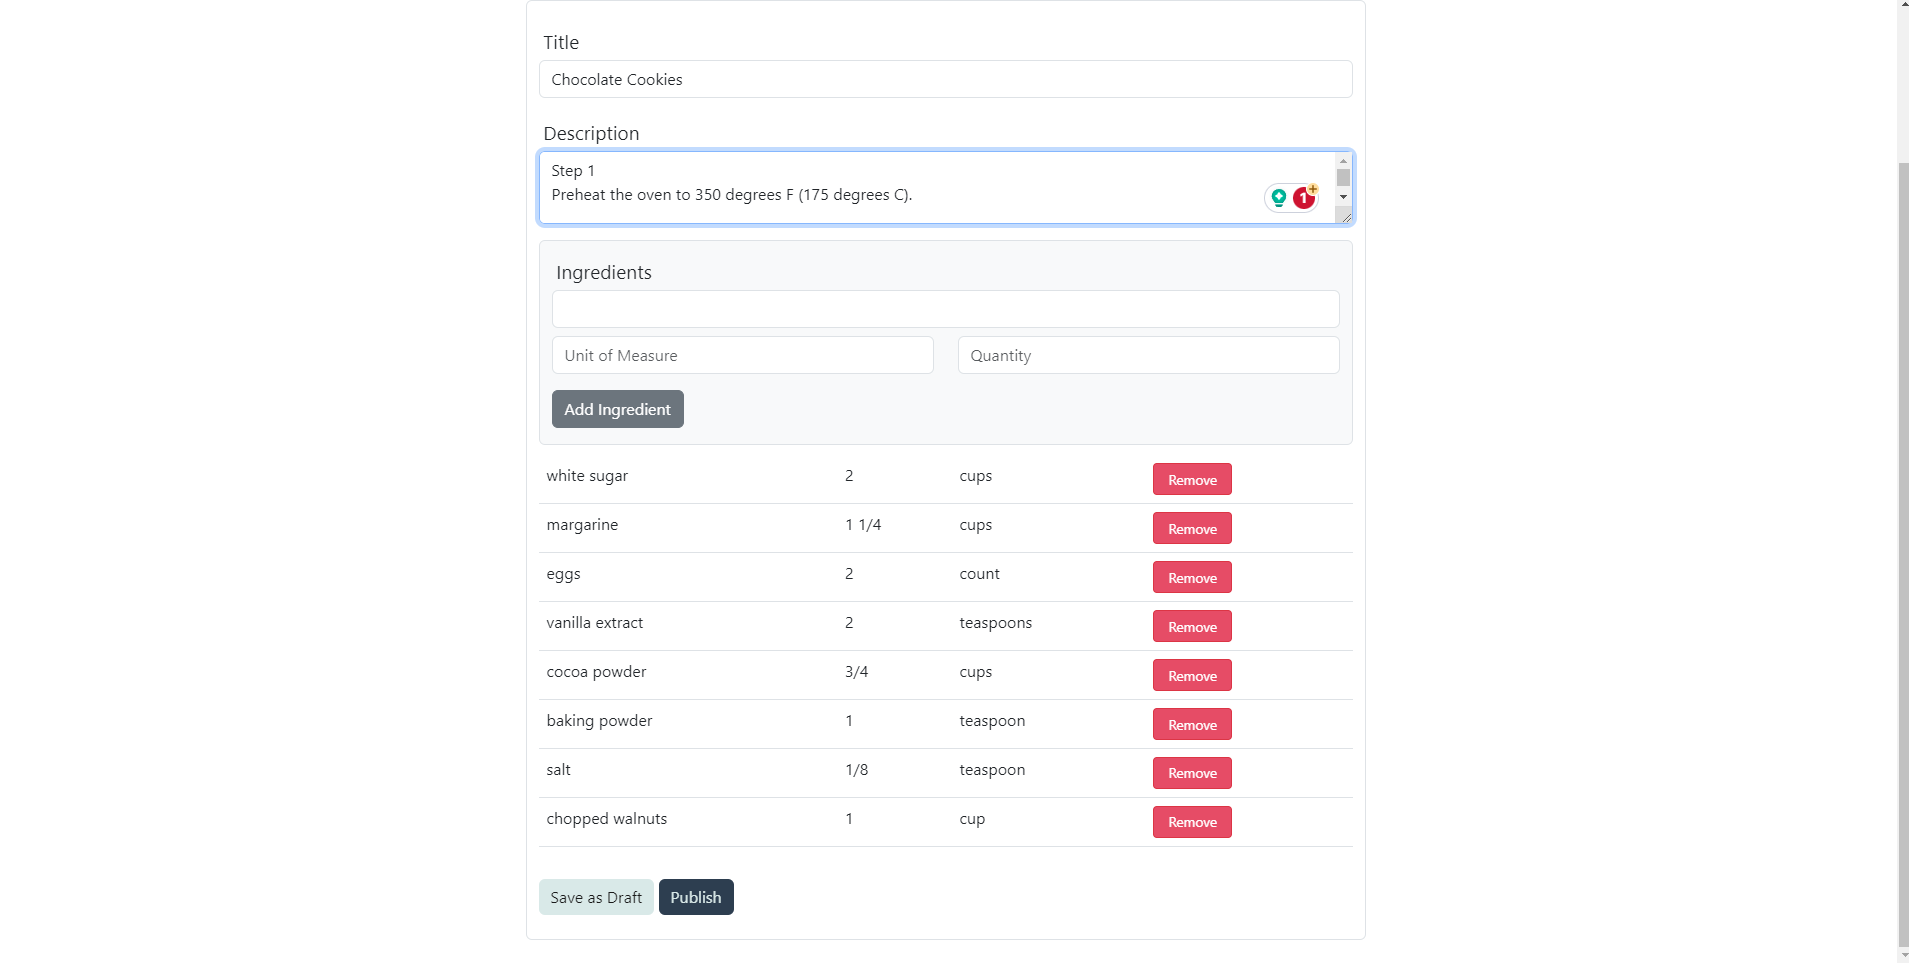 Title
Chocolate Cookies
Description
Step 1
Preheat the oven to 350 degrees F (175 degrees C).
1
Ingredients
Unit of Measure Quantity
Add Ingredient
white sugar 2 cups Remove
margarine 1 1/4 cups Remove
eggs 2 count Remove
vanilla extract 2 teaspoons Remove
cocoa powder 3/4 cups Remove
baking powder 1 teaspoon Remove
salt 1/8 teaspoon Remove
chopped walnuts 1 cup Remove
Save as Draft Publish